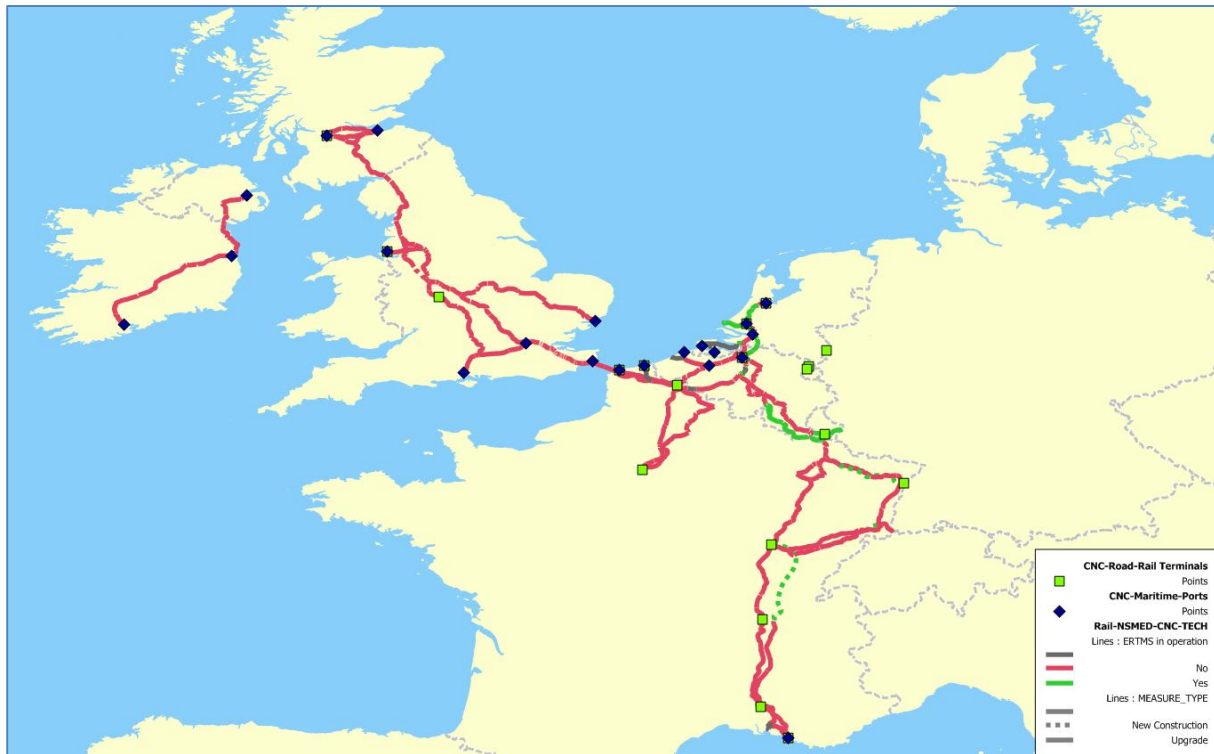 CNC-Road-Rail Terminals
Points
CNC-Maritime-Ports
Points
Rail-NSMED-CNC-TECH
Lines : ERTMS in operation
No
Yes
Lines : MEASURE_TYPE
New Construction
Upgrade